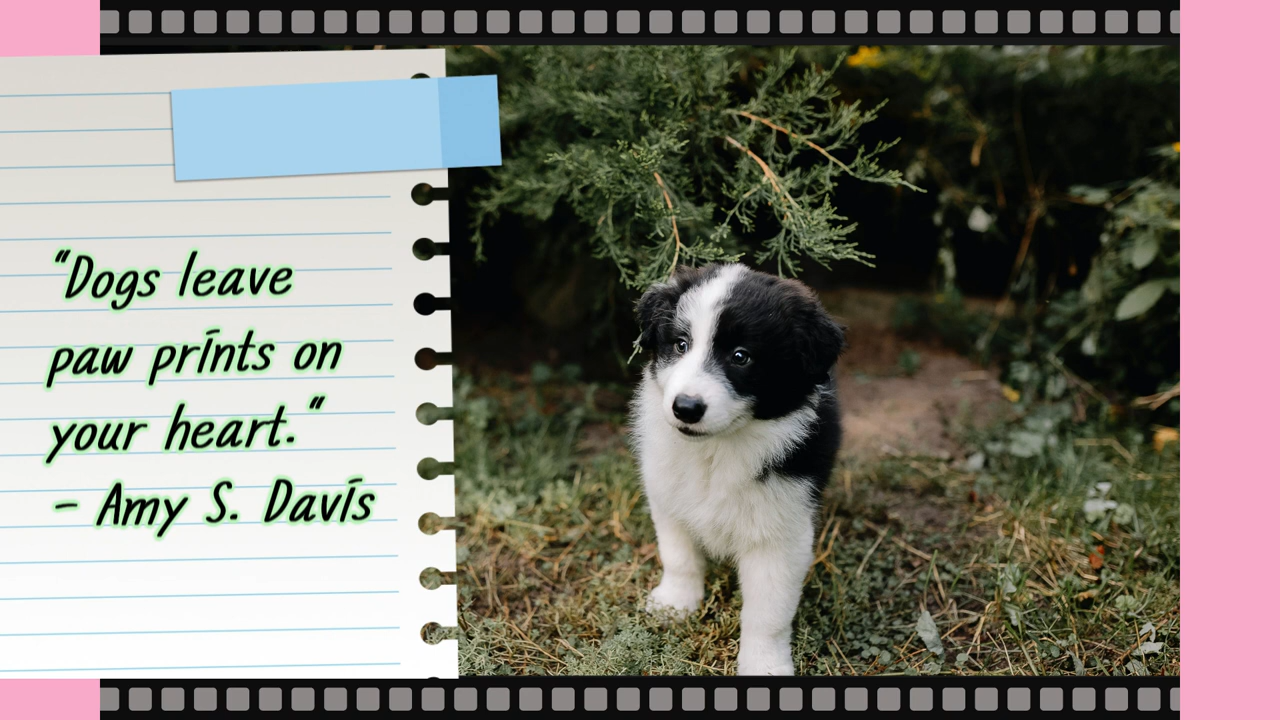 “Dogs leave
paw prints on
your heart.”
– Amy S. Davis